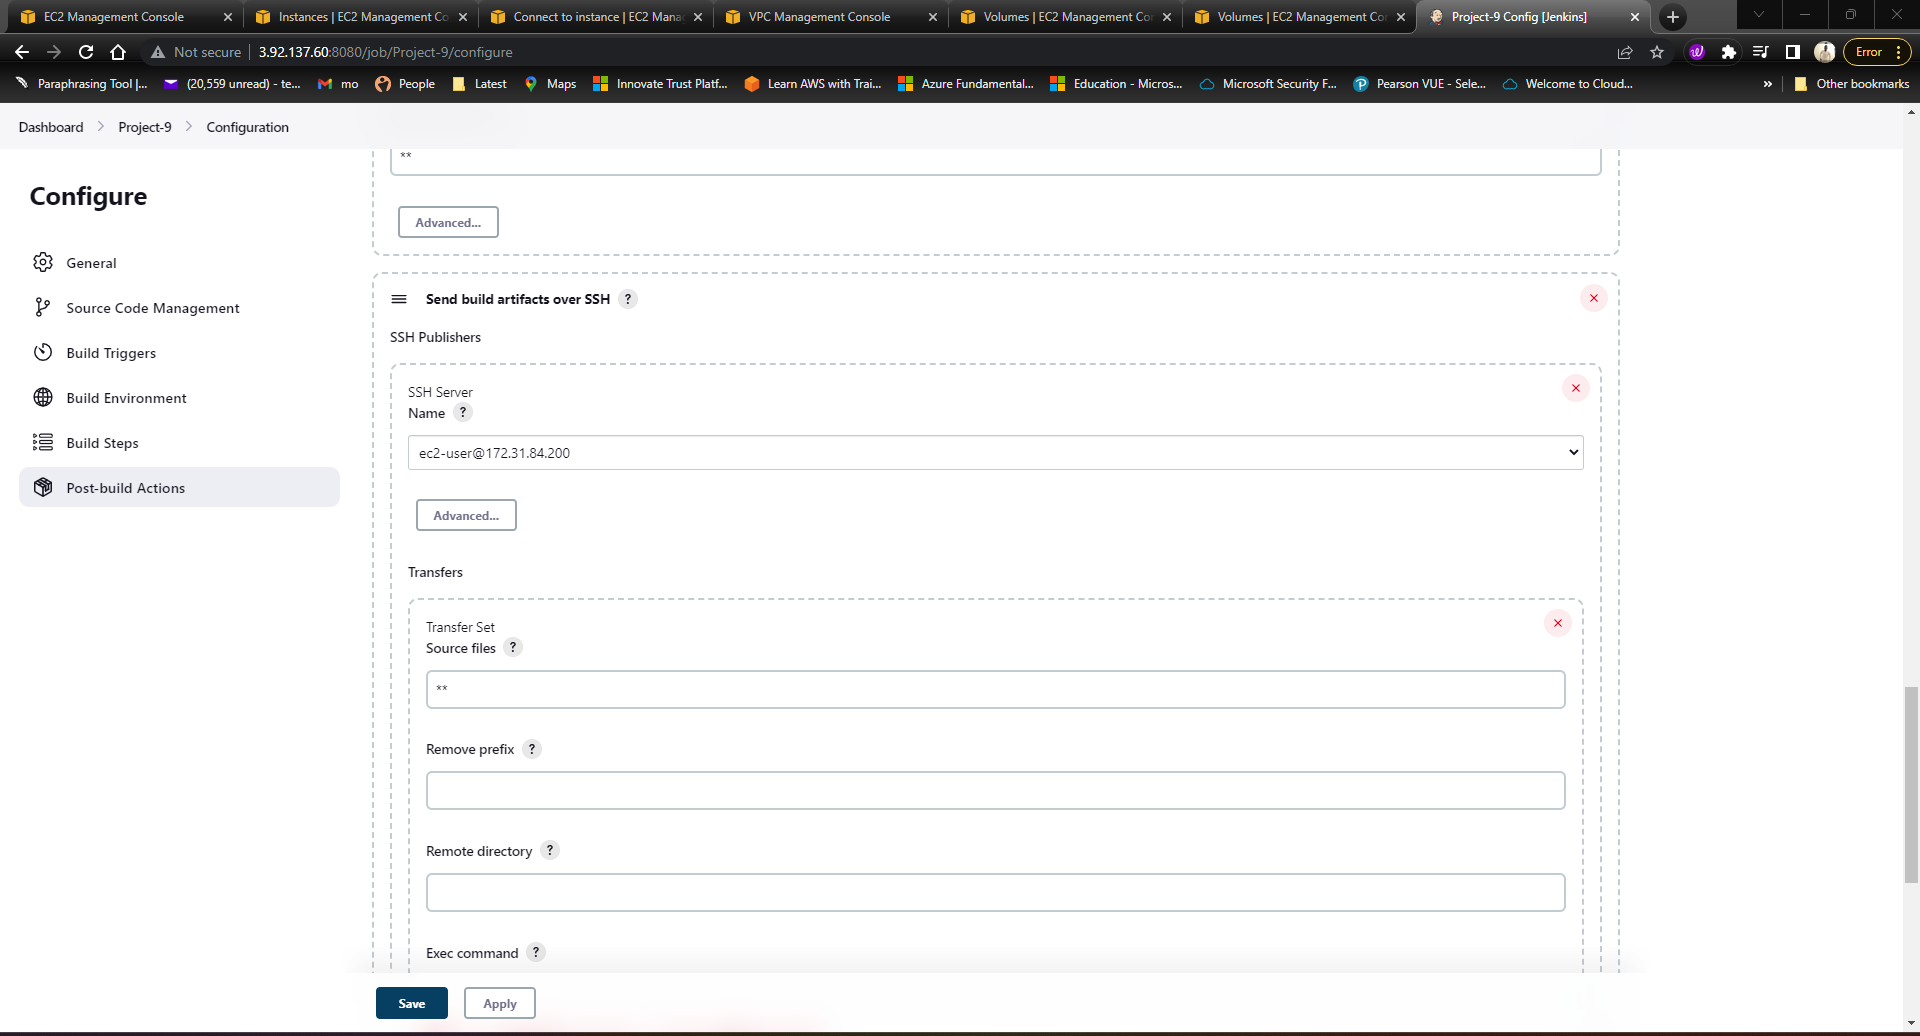 EC2 Management Console
Instances | EC2 Management Co
Connect to instance | EC2 Mana
VPC Management Console
Volumes | EC2 Management Co
Volumes | EC2 Management Co
Project-9 Config [Jenkins]
Not secure
3.92.137.60:8080/job/Project-9/configure
Error
Paraphrasing Tool |...
(20,559 unread) - te...
mo
People
Latest
Maps
Innovate Trust Platf...
Learn AWS with Trai...
Azure Fundamental...
Education - Micros...
Microsoft Security F...
Pearson VUE - Sele...
Welcome to Cloud...
»
Other bookmarks
Dashboard > Project-9 > Configuration
Configure
General
Source Code Management
Build Triggers
Build Environment
Build Steps
Post-build Actions
**
Advanced...
Send build artifacts over SSH ?
SSH Publishers
SSH Server
Name ?
ec2-user@172.31.84.200
Advanced...
Transfers
Transfer Set
Source files ?
**
Remove prefix ?
Remote directory ?
Exec command ?
Save
Apply